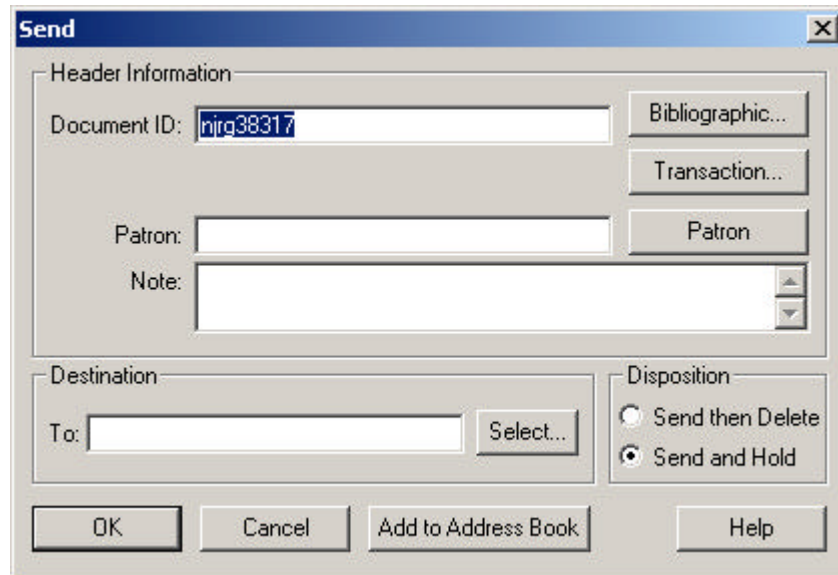 Send
Header Information
Document ID: njrg38317
Bibliographic...
Transaction...
Patron:
Patron
Note:
Destination
To:
Select...
Disposition
Send then Delete
Send and Hold
OK
Cancel
Add to Address Book
Help